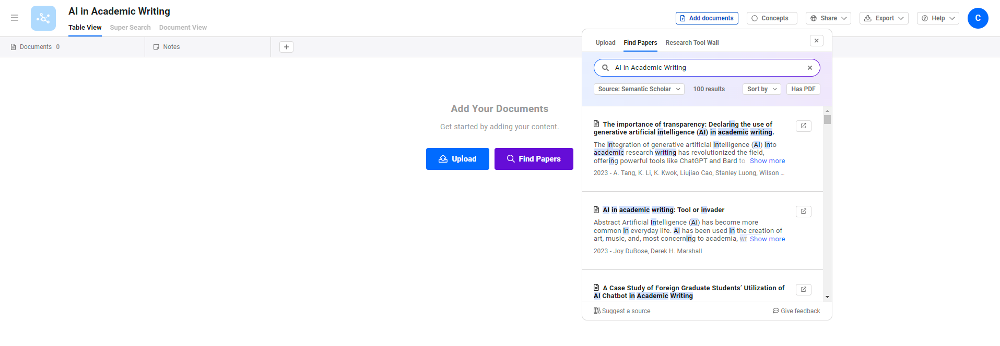 AI in Academic Writing
Table View Super Search Document View
Add documents Concepts Share Export Help C
Documents 0 Notes +
Add Your Documents
Get started by adding your content.
Upload Find Papers
Upload Find Papers Research Tool Wall
AI in Academic Writing
Source: Semantic Scholar 100 results Sort by Has PDF
The importance of transparency: Declaring the use of
generative artificial intelligence (AI) in academic writing.
The integration of generative artificial intelligence (AI) into
academic research writing has revolutionized the field,
offering powerful tools like ChatGPT and Bard to Show more
2023 - A. Tang, K. Li, K. Kwok, Liujiao Cao, Stanley Luong, Wilson ...
AI in academic writing: Tool or invader
Abstract Artificial Intelligence (AI) has become more
common in everyday life. AI has been used in the creation of
art, music, and, most concerning to academia, wr Show more
2023 - Joy DuBose, Derek H. Marshall
A Case Study of Foreign Graduate Students’ Utilization of
AI Chatbot in Academic Writing
Suggest a source Give feedback